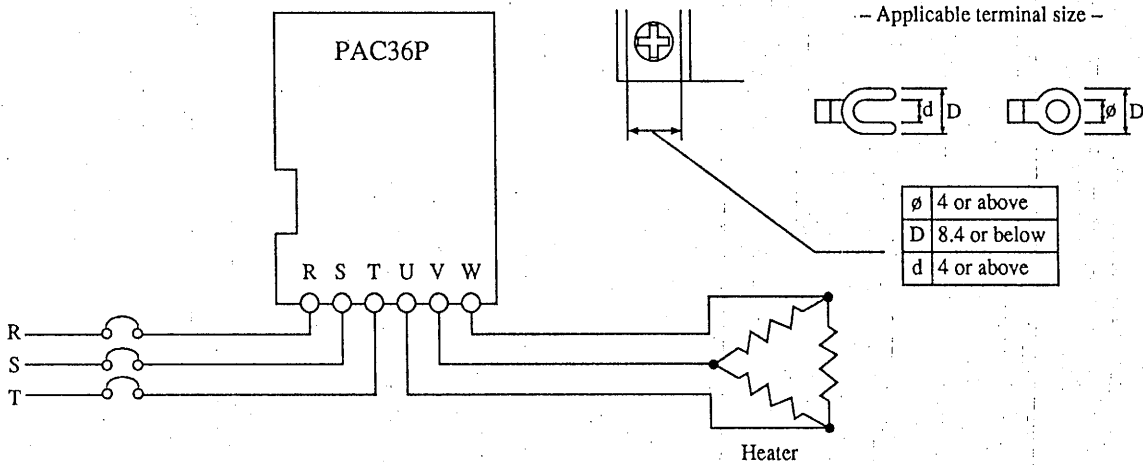 – Applicable terminal size –
PAC36P
d D
ø D
ø 4 or above
D 8.4 or below
d 4 or above
R S T U V W
R
S
T
Heater